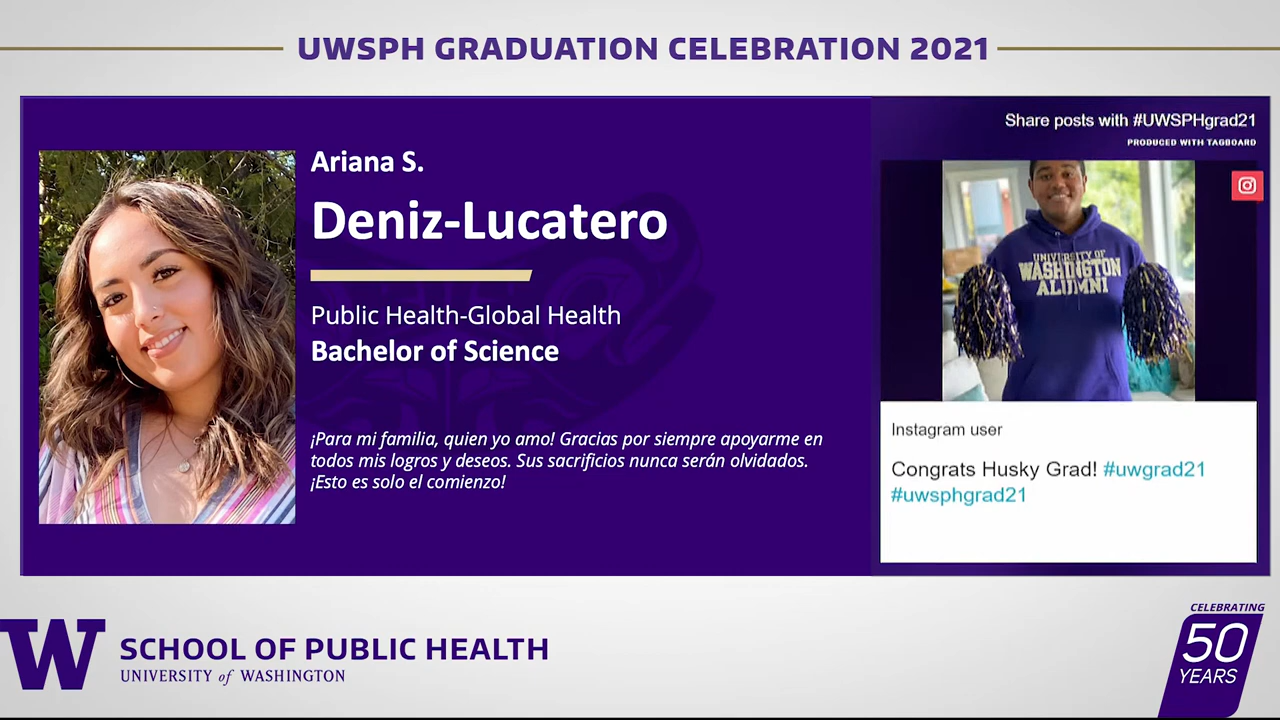 UWSPH GRADUATION CELEBRATION 2021
Ariana S.
Deniz-Lucatero
Public Health-Global Health
Bachelor of Science
¡Para mi familia, quien yo amo! Gracias por siempre apoyarme en
todos mis logros y deseos. Sus sacrificios nunca serán olvidados.
¡Esto es solo el comienzo!
Share posts with #UWSPHgrad21
PRODUCED WITH TAGBOARD
UNIVERSITY OF
WASHINGTON
ALUMNI
Instagram user
Congrats Husky Grad! #uwgrad21
#uwsphgrad21
W
SCHOOL OF PUBLIC HEALTH
UNIVERSITY of WASHINGTON
CELEBRATING
50
YEARS